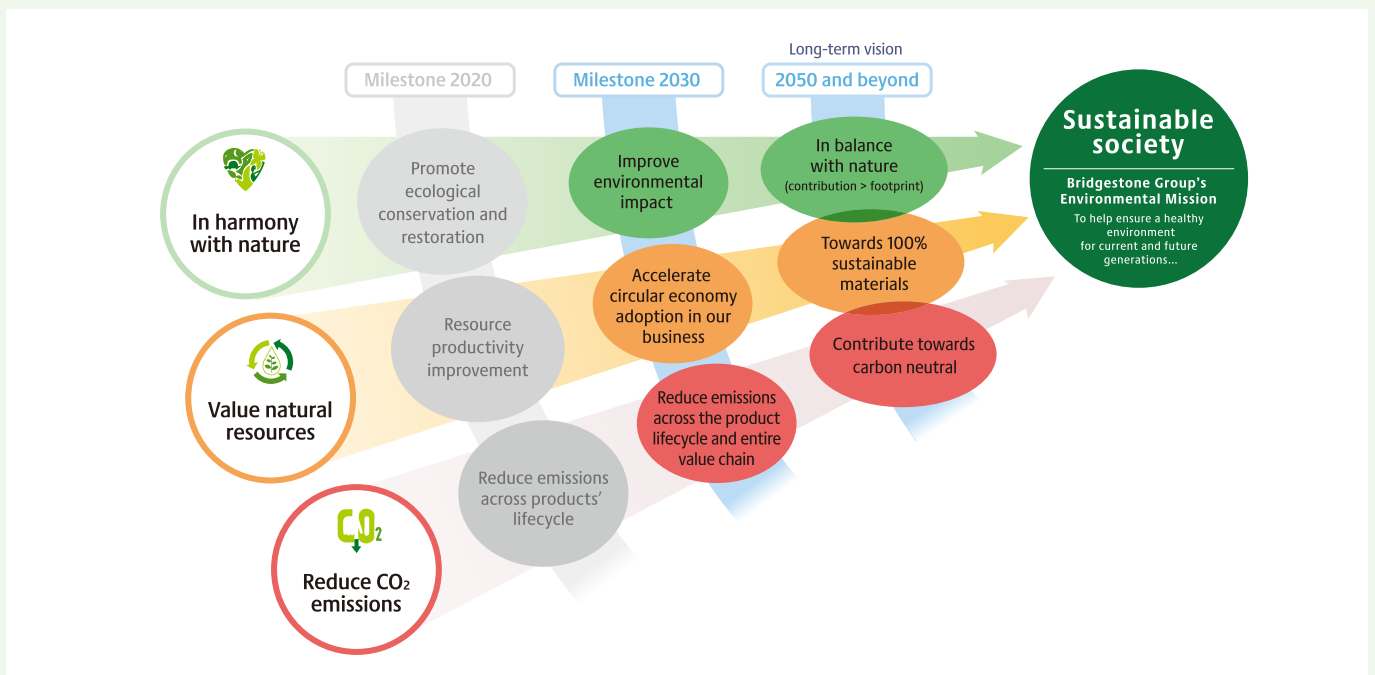 Long-term vision
Milestone 2020
Milestone 2030
2050 and beyond
In harmony
with nature
Promote
ecological
conservation and
restoration
Improve
environmental
impact
In balance
with nature
(contribution > footprint)
Value natural
resources
Resource
productivity
improvement
Accelerate
circular economy
adoption in our
business
Towards 100%
sustainable
materials
CO2
Reduce CO₂
emissions
Reduce emissions
across products’
lifecycle
Reduce emissions
across the product
lifecycle and entire
value chain
Contribute towards
carbon neutral
Sustainable
society
Bridgestone Group’s
Environmental Mission
To help ensure a healthy
environment
for current and future
generations...